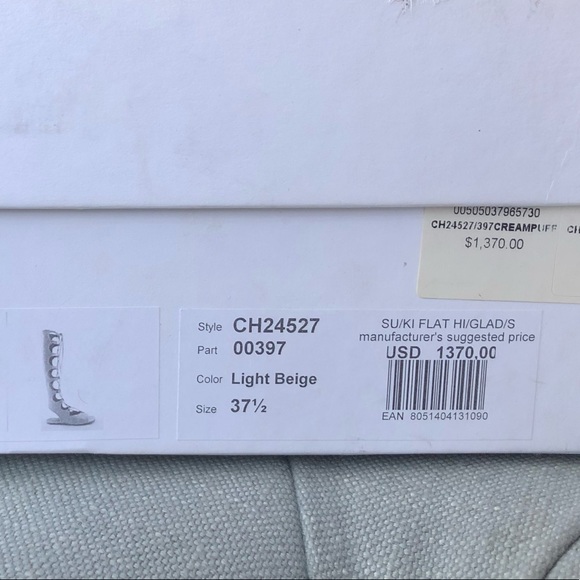 00505037965730
CH24527/397CREAMPUFF
$1,370.00
CH
Style CH24527
Part 00397
Color Light Beige
Size 37½
SU/KI FLAT HI/GLAD/S
manufacturer's suggested price
USD 1370.00
EAN 8051404131090